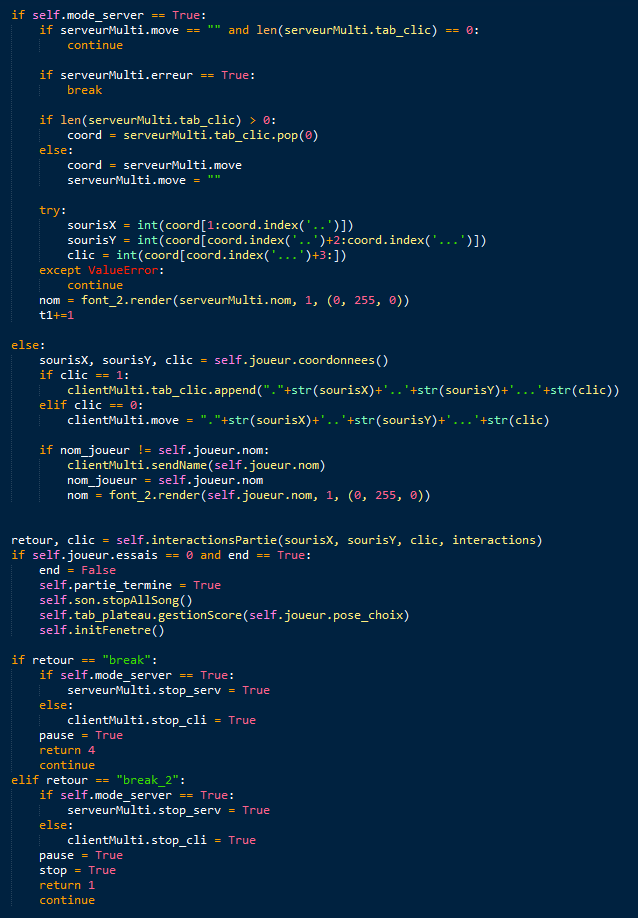 if self.mode_server == True:
    if serveurMulti.move == "" and len(serveurMulti.tab_clic) == 0:
        continue

    if serveurMulti.erreur == True:
        break

    if len(serveurMulti.tab_clic) > 0:
        coord = serveurMulti.tab_clic.pop(0)
    else:
        coord = serveurMulti.move
        serveurMulti.move = ""

    try:
        sourisX = int(coord[1:coord.index('..')])
        sourisY = int(coord[coord.index('..')+2:coord.index('...')])
        clic = int(coord[coord.index('...')+3:])
    except ValueError:
        continue
    nom = font_2.render(serveurMulti.nom, 1, (0, 255, 0))
    t1+=1

else:
    sourisX, sourisY, clic = self.joueur.coordonnees()
    if clic == 1:
        clientMulti.tab_clic.append("."+str(sourisX)+'..'+str(sourisY)+'...'+str(clic))
    elif clic == 0:
        clientMulti.move = "."+str(sourisX)+'..'+str(sourisY)+'...'+str(clic)

    if nom_joueur != self.joueur.nom:
        clientMulti.sendName(self.joueur.nom)
        nom_joueur = self.joueur.nom
        nom = font_2.render(self.joueur.nom, 1, (0, 255, 0))


retour, clic = self.interactionsPartie(sourisX, sourisY, clic, interactions)
if self.joueur.essais == 0 and end == True:
    end = False
    self.partie_termine = True
    self.son.stopAllSong()
    self.tab_plateau.gestionScore(self.joueur.pose_choix)
    self.initFenetre()

if retour == "break":
    if self.mode_server == True:
        serveurMulti.stop_serv = True
    else:
        clientMulti.stop_cli = True
    pause = True
    return 4
    continue
elif retour == "break_2":
    if self.mode_server == True:
        serveurMulti.stop_serv = True
    else:
        clientMulti.stop_cli = True
    pause = True
    stop = True
    return 1
    continue